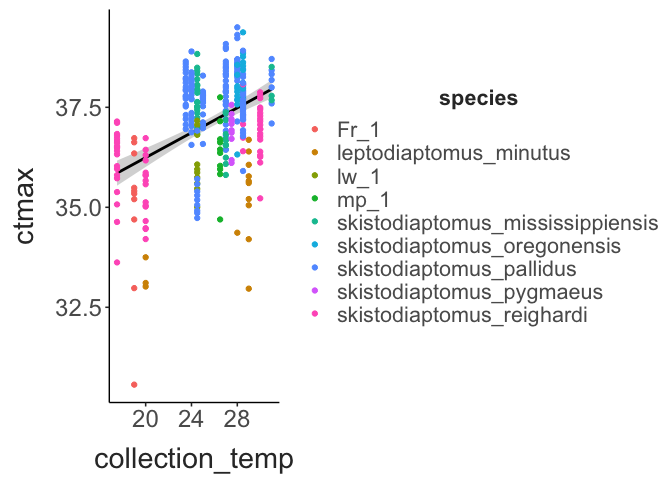 ctmax
37.5
35.0
32.5
20 24 28
collection_temp
species
Fr_1
leptodiaptomus_minutus
lw_1
mp_1
skistodiaptomus_mississippiensis
skistodiaptomus_oregonensis
skistodiaptomus_pallidus
skistodiaptomus_pygmaeus
skistodiaptomus_reighardi